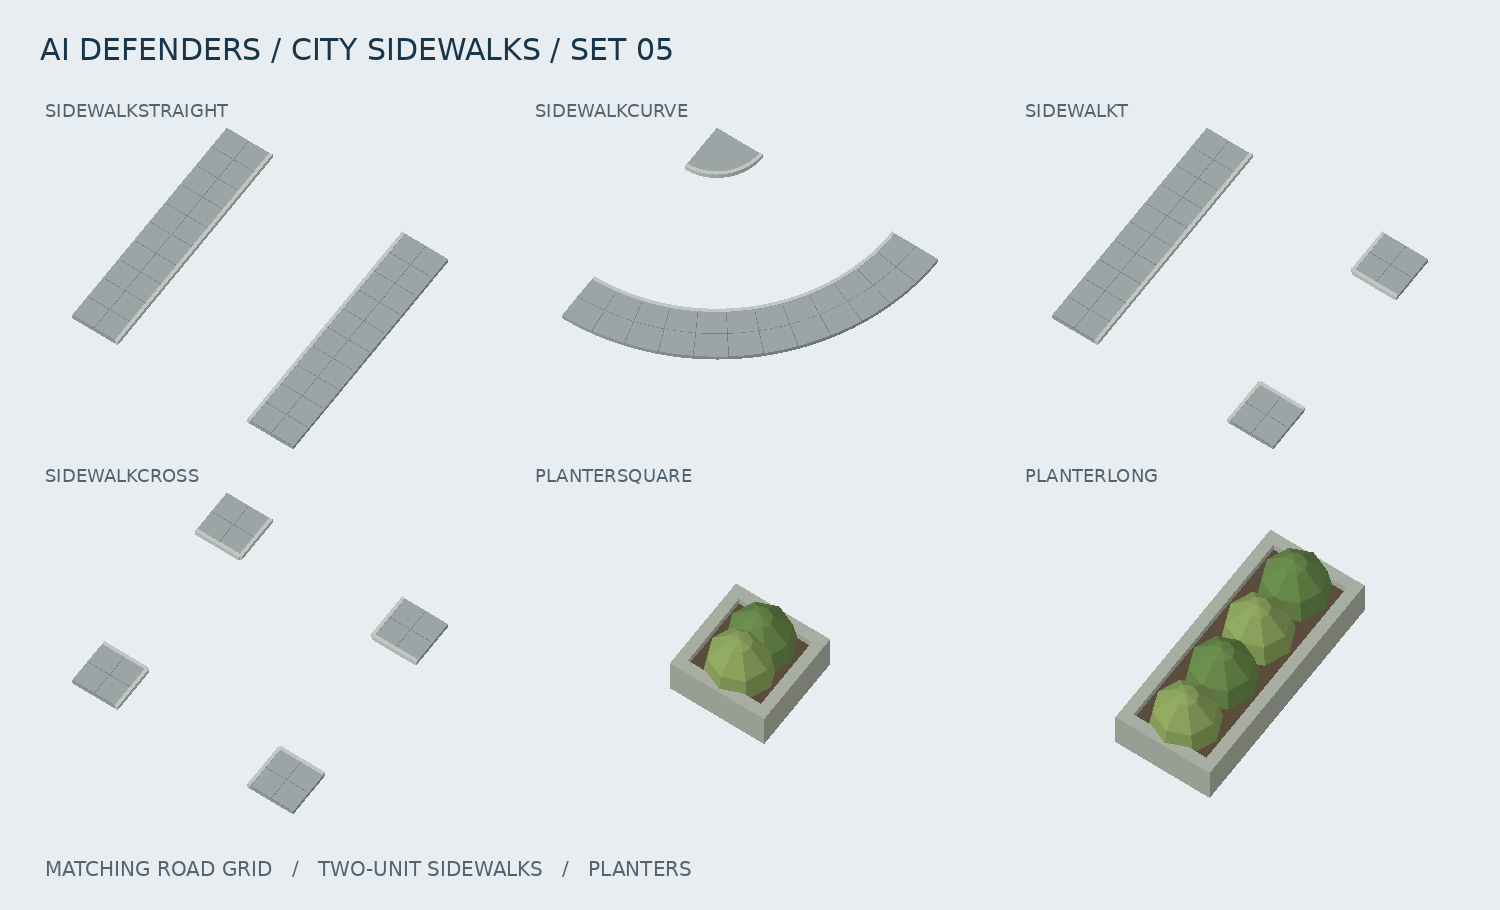 AI DEFENDERS / CITY SIDEWALKS / SET 05
SIDEWALKSTRAIGHT
SIDEWALKCURVE
SIDEWALKT
SIDEWALKCROSS
PLANTERSQUARE
PLANTERLONG
MATCHING ROAD GRID / TWO-UNIT SIDEWALKS / PLANTERS